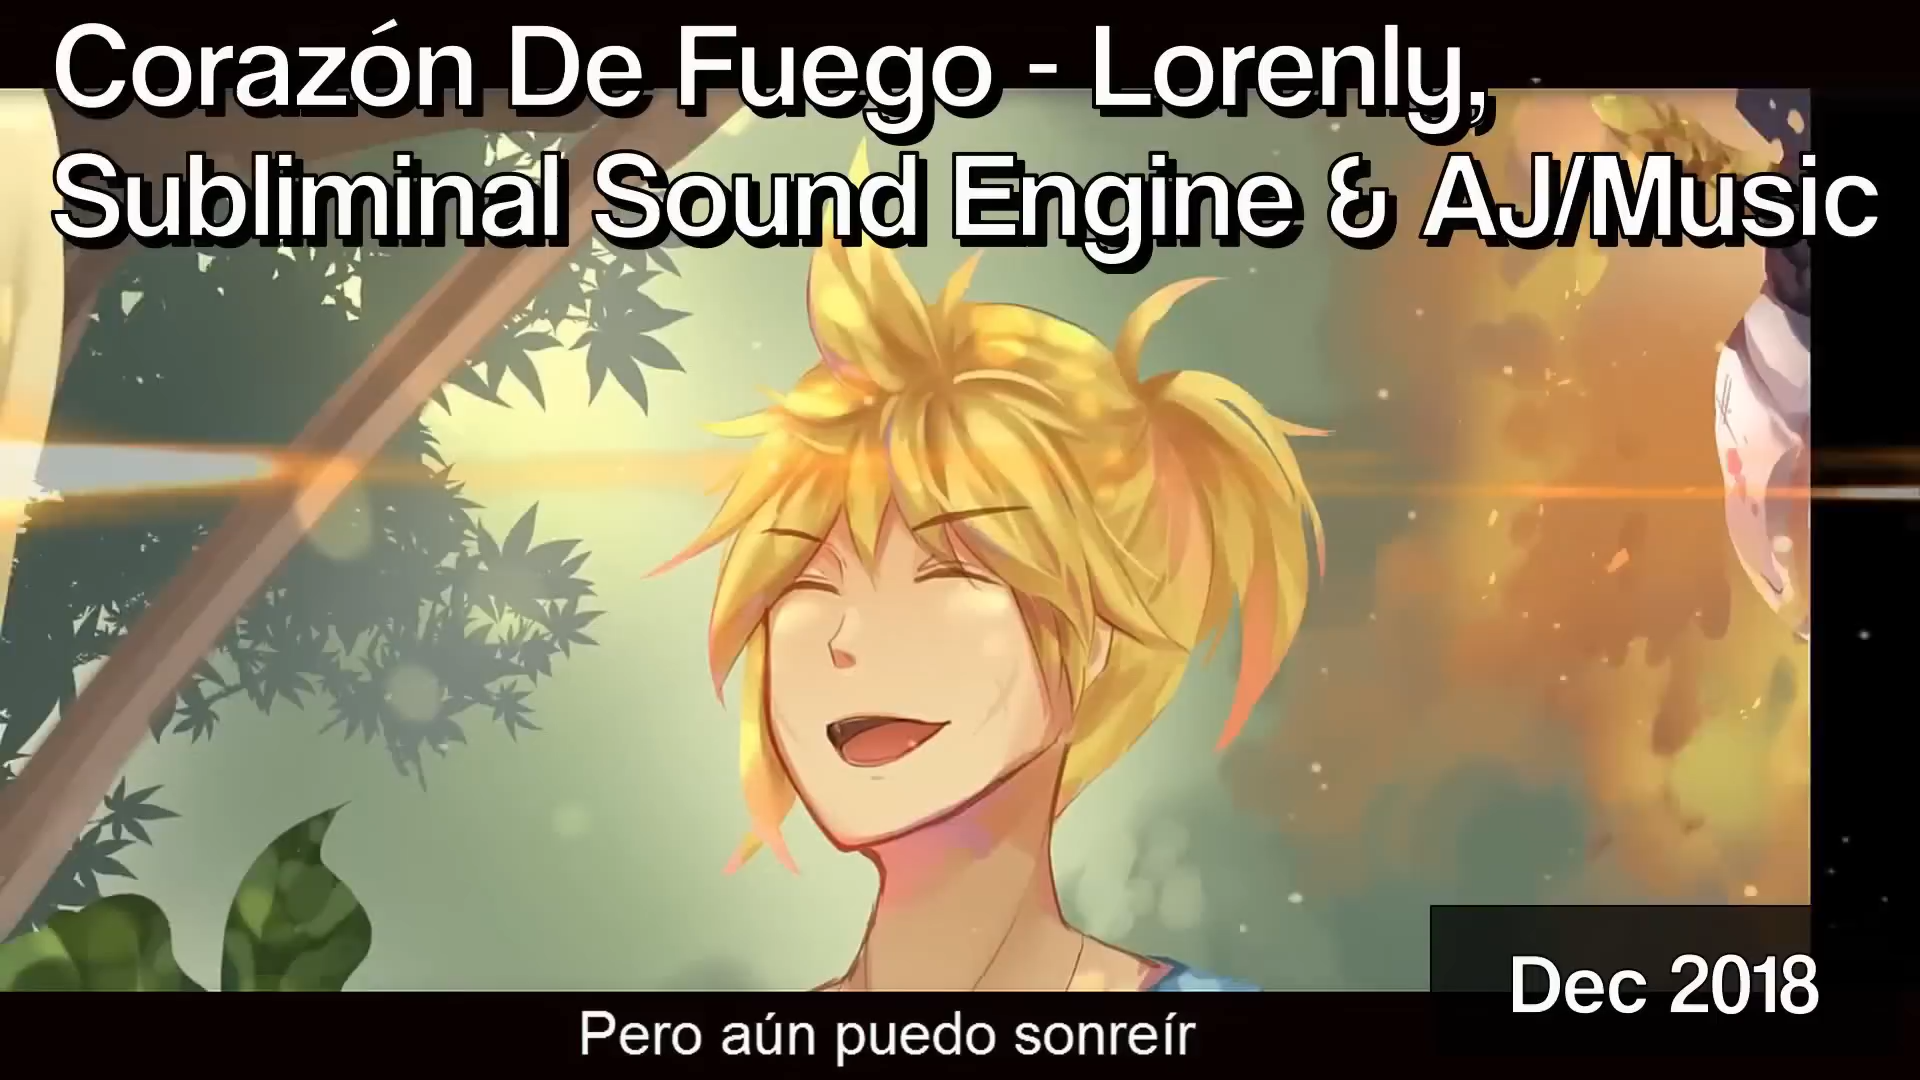 Corazón De Fuego - Lorenly,
Subliminal Sound Engine & AJ/Music
Dec 2018
Pero aún puedo sonreír